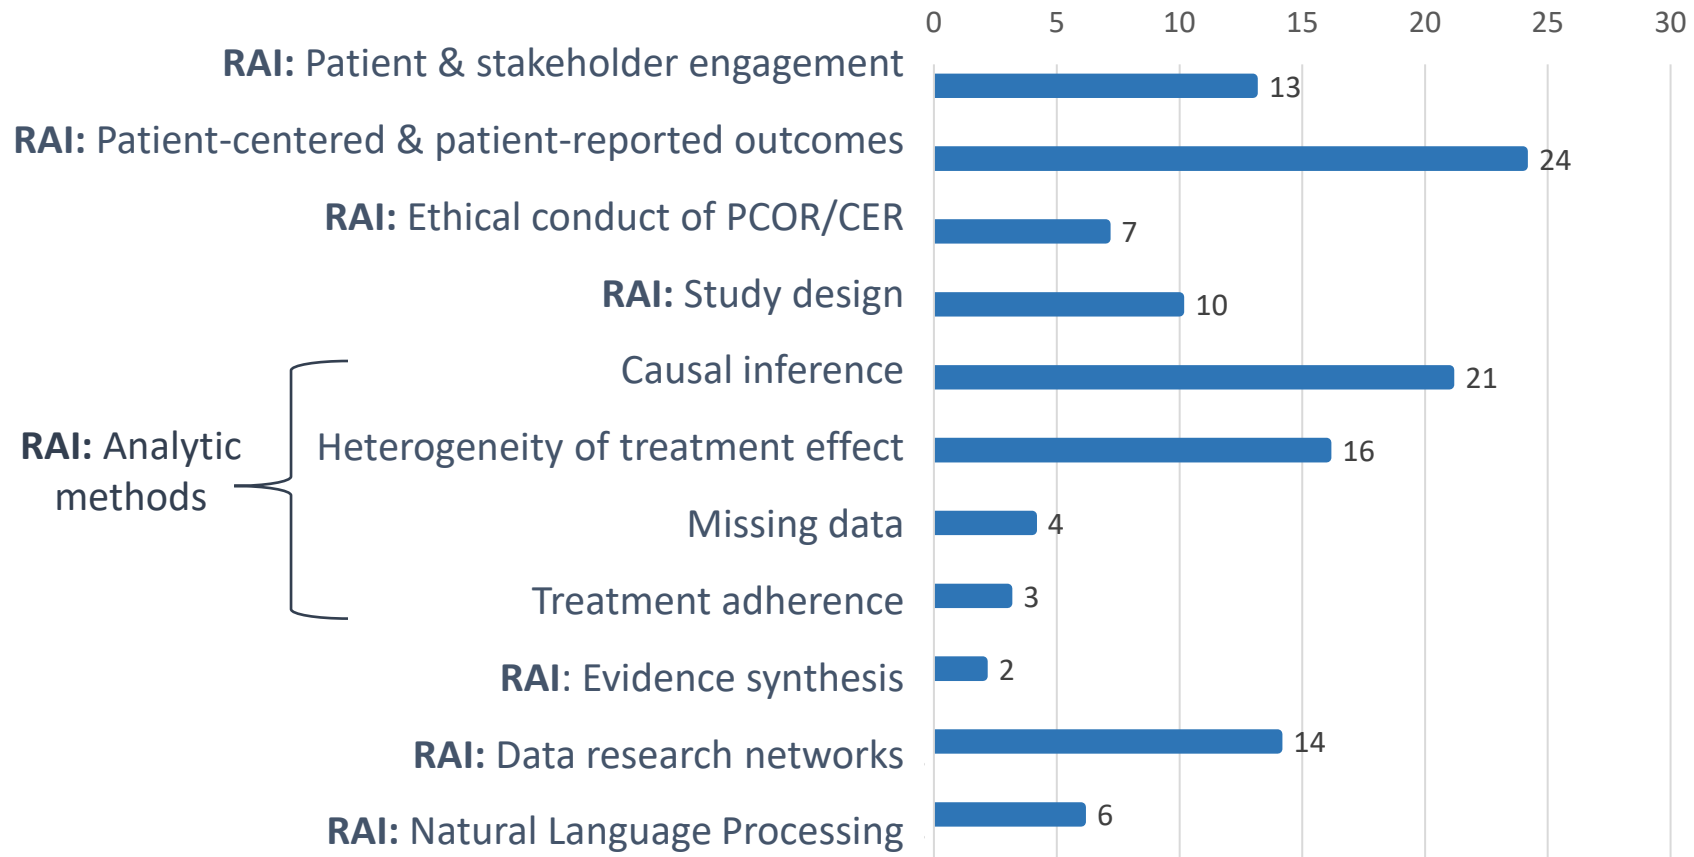 0 5 10 15 20 25 30
RAI: Patient & stakeholder engagement 13
RAI: Patient-centered & patient-reported outcomes 24
RAI: Ethical conduct of PCOR/CER 7
RAI: Study design 10
Causal inference 21
RAI: Analytic
methods
Heterogeneity of treatment effect 16
Missing data 4
Treatment adherence 3
RAI: Evidence synthesis 2
RAI: Data research networks 14
RAI: Natural Language Processing 6